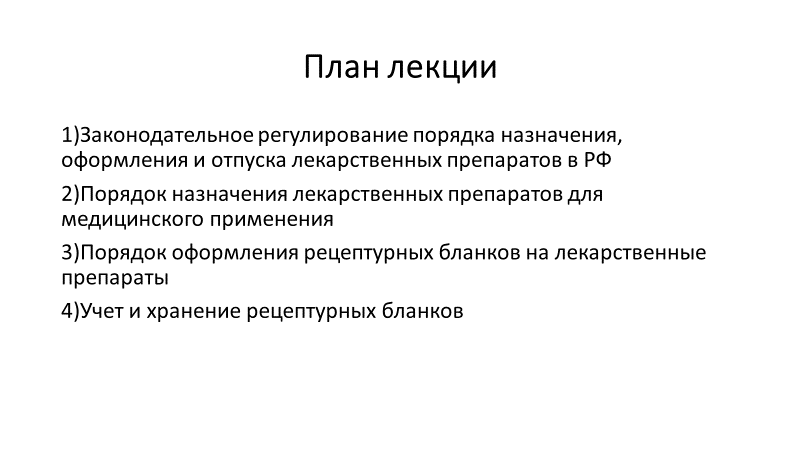 План лекции
1)Законодательное регулирование порядка назначения,
оформления и отпуска лекарственных препаратов в РФ
2)Порядок назначения лекарственных препаратов для
медицинского применения
3)Порядок оформления рецептурных бланков на лекарственные
препараты
4)Учет и хранение рецептурных бланков